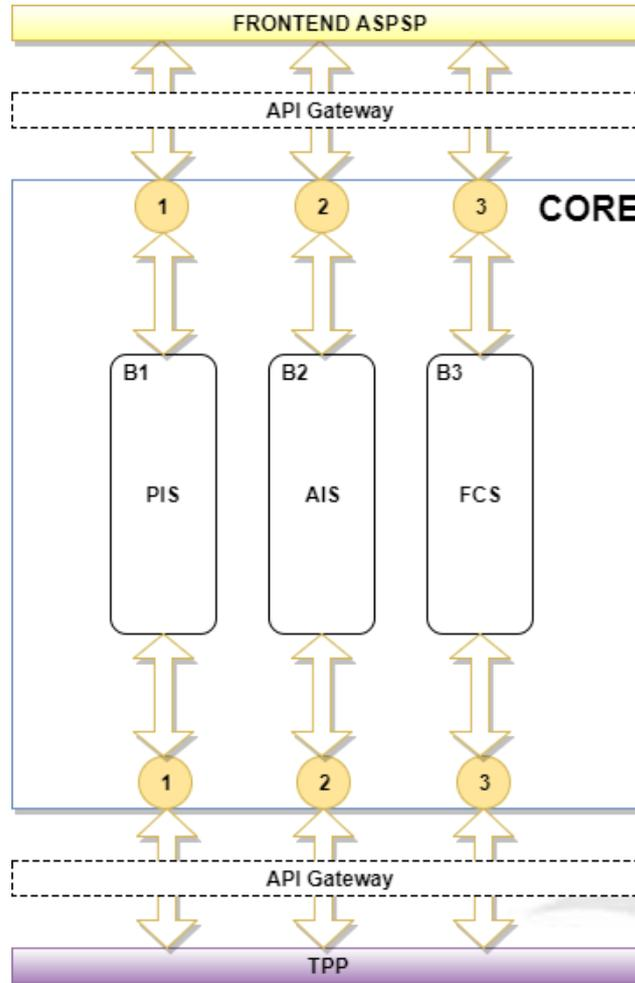 FRONTEND ASPSP
API Gateway
1 2 3 CORE
B1 B2 B3
PIS AIS FCS
1 2 3
API Gateway
TPP